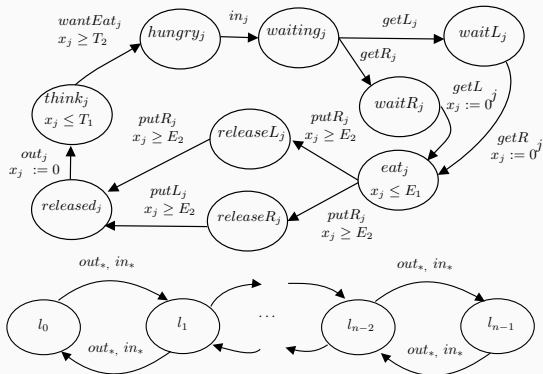 wantEat_j
x_j ≥ T_2
hungry_j
in_j
waiting_j
getL_j
waitL_j
getR_j
think_j
x_j ≤ T_1
waitR_j
getL_j
x_j := 0
getR_j
x_j := 0
putR_j
x_j ≥ E_2
releaseL_j
putR_j
x_j ≥ E_2
eat_j
x_j ≤ E_1
out_j
x_j := 0
released_j
putL_j
x_j ≥ E_2
releaseR_j
putR_j
x_j ≥ E_2
out_*, in_*
out_*, in_*
l_0
l_1
...
l_{n-2}
l_{n-1}
out_*, in_*
out_*, in_*